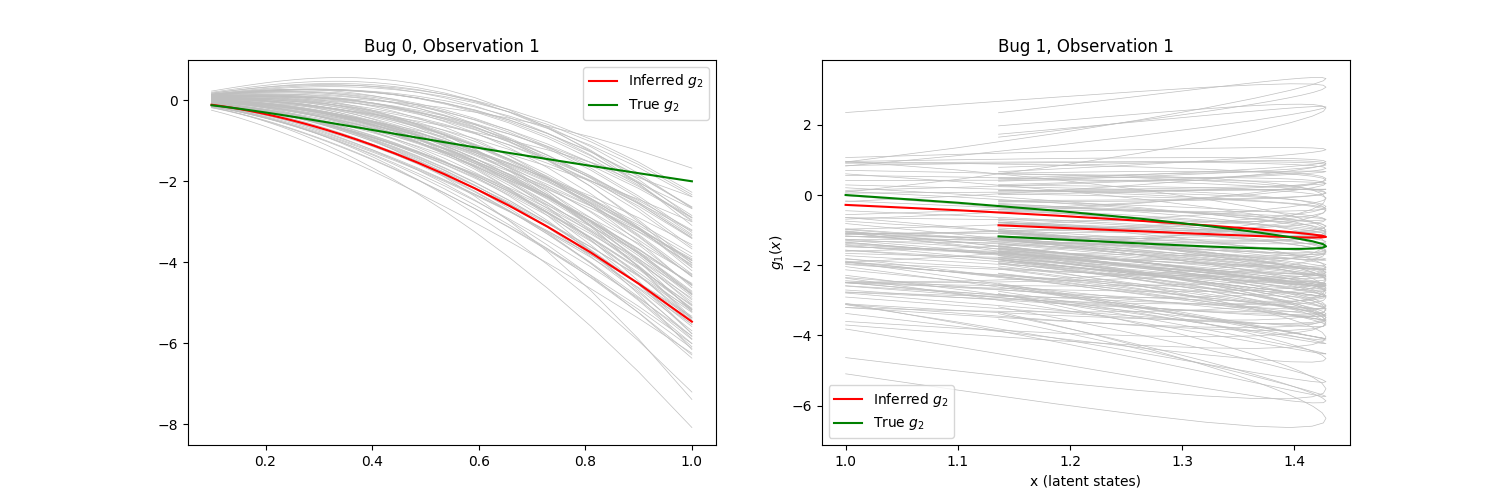 Bug 0, Observation 1
Inferred g₂
True g₂
0
−2
−4
−6
−8
0.2
0.4
0.6
0.8
1.0
Bug 1, Observation 1
g₁(x)
2
0
−2
−4
−6
Inferred g₂
True g₂
1.0
1.1
1.2
1.3
1.4
x (latent states)